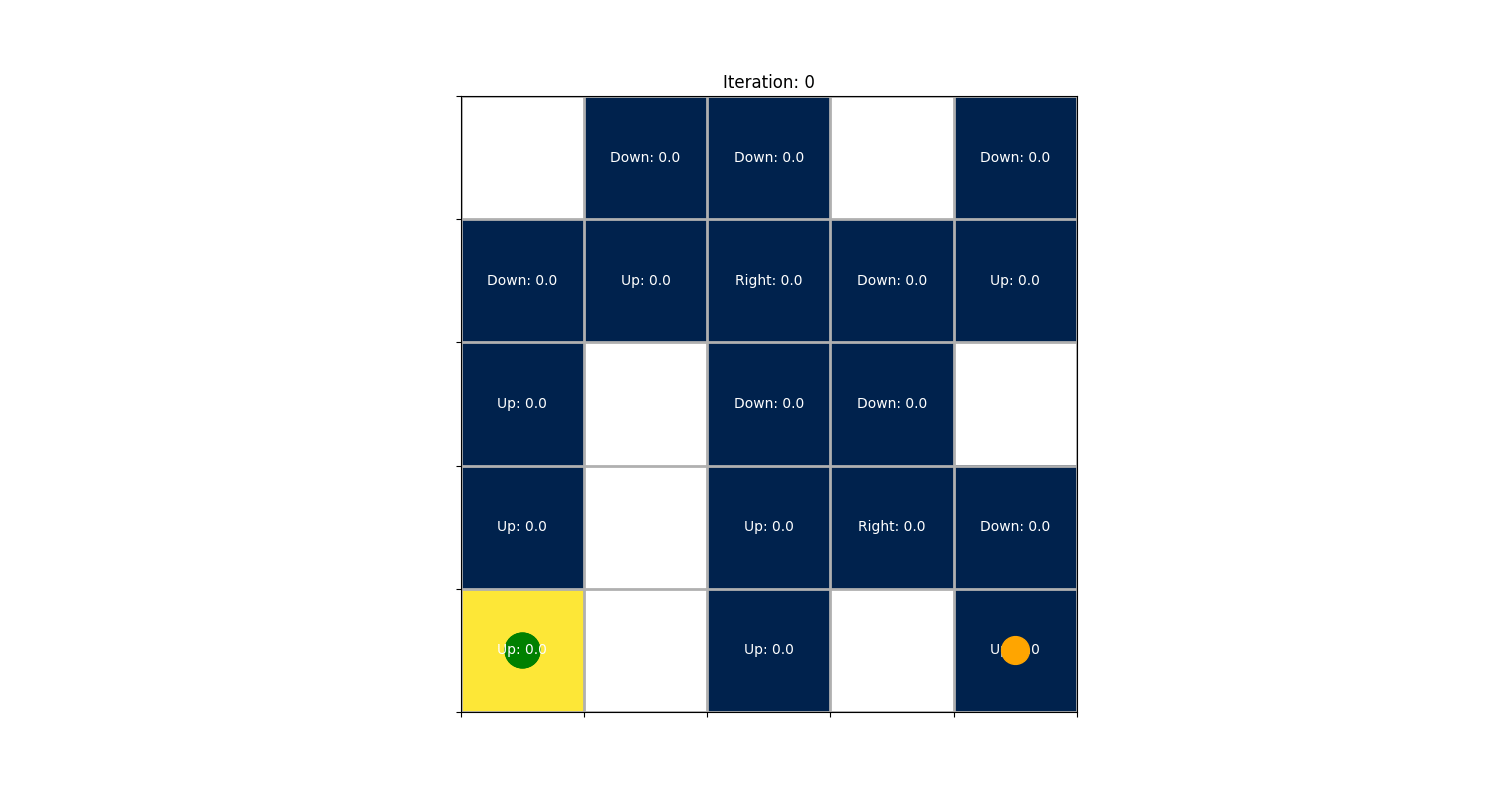 Iteration: 0
Down: 0.0 Down: 0.0 Down: 0.0
Down: 0.0 Up: 0.0 Right: 0.0 Down: 0.0 Up: 0.0
Up: 0.0 Down: 0.0 Down: 0.0
Up: 0.0 Up: 0.0 Right: 0.0 Down: 0.0
Up: 0.0 Up: 0.0